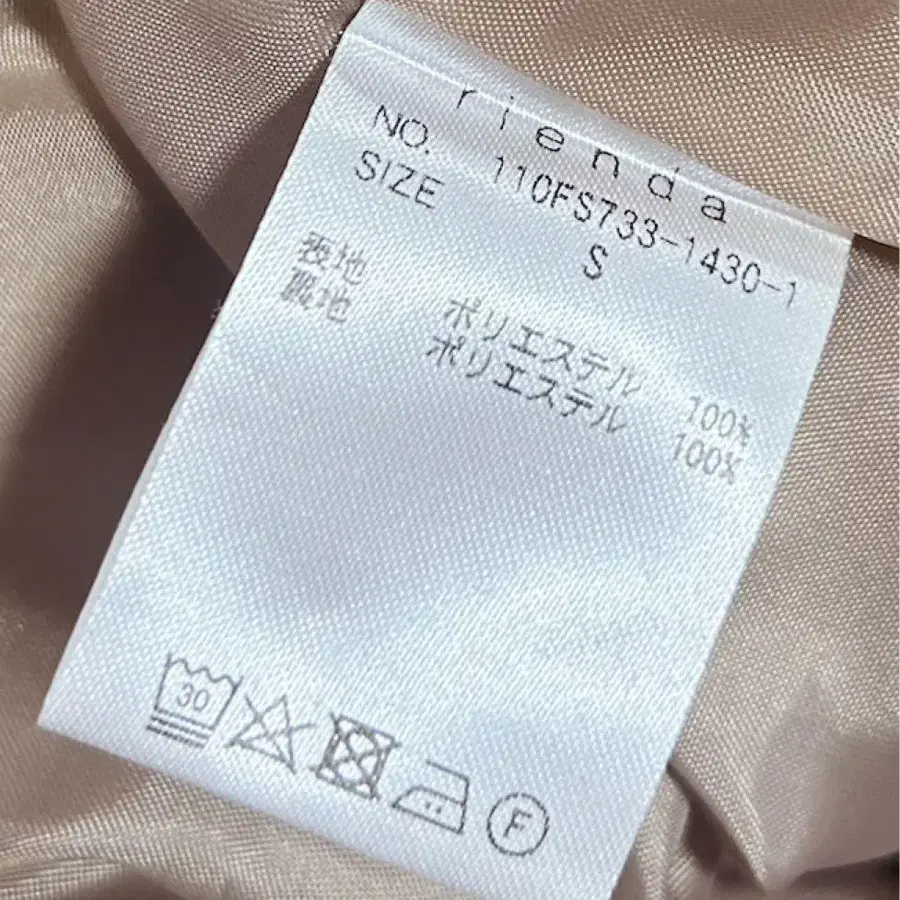 rienda
NO. 110FS733-1430-1
SIZE S
表地 ポリエステル 100%
裏地 ポリエステル 100%
30
F